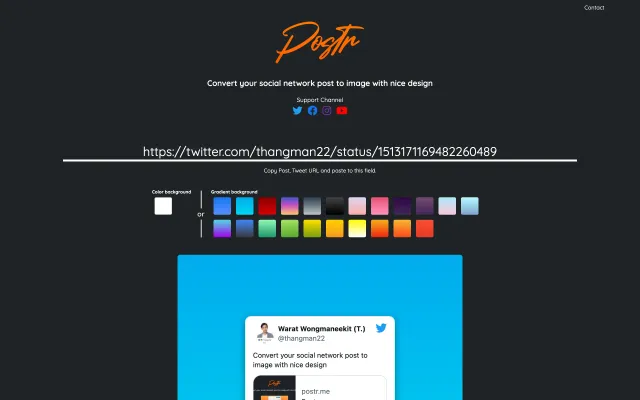 Contact
Postr
Convert your social network post to image with nice design
Support Channel
https://twitter.com/thangman22/status/1513171169482260489
Copy Post, Tweet URL and paste to this field.
Color background
Gradient background
or
Warat Wongmaneekit (T.)
@thangman22
Convert your social network post to
image with nice design
Postr
postr.me